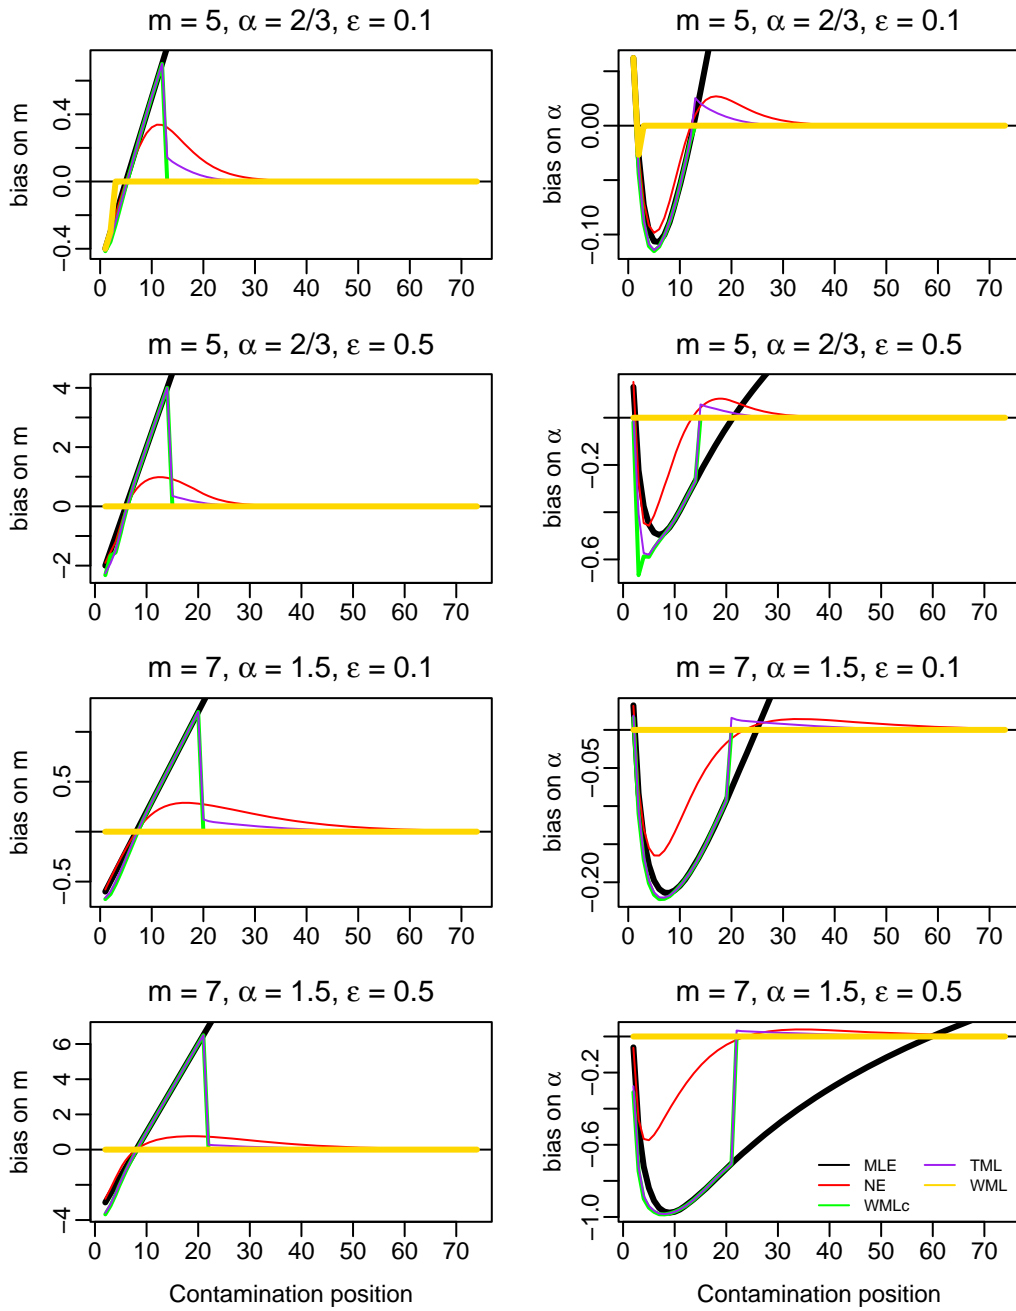 m = 5, α = 2/3, ε = 0.1
m = 5, α = 2/3, ε = 0.1
bias on m
−0.4 0.0 0.4
0 10 20 30 40 50 60 70
bias on α
−0.10 0.00
0 10 20 30 40 50 60 70
m = 5, α = 2/3, ε = 0.5
m = 5, α = 2/3, ε = 0.5
bias on m
−2 0 2 4
0 10 20 30 40 50 60 70
bias on α
−0.6 −0.2
0 10 20 30 40 50 60 70
m = 7, α = 1.5, ε = 0.1
m = 7, α = 1.5, ε = 0.1
bias on m
−0.5 0.5
0 10 20 30 40 50 60 70
bias on α
−0.20 −0.05
0 10 20 30 40 50 60 70
m = 7, α = 1.5, ε = 0.5
m = 7, α = 1.5, ε = 0.5
bias on m
−4 0 2 4 6
0 10 20 30 40 50 60 70
Contamination position
bias on α
−1.0 −0.6 −0.2
MLE
NE
WMLc
TML
WML
0 10 20 30 40 50 60 70
Contamination position